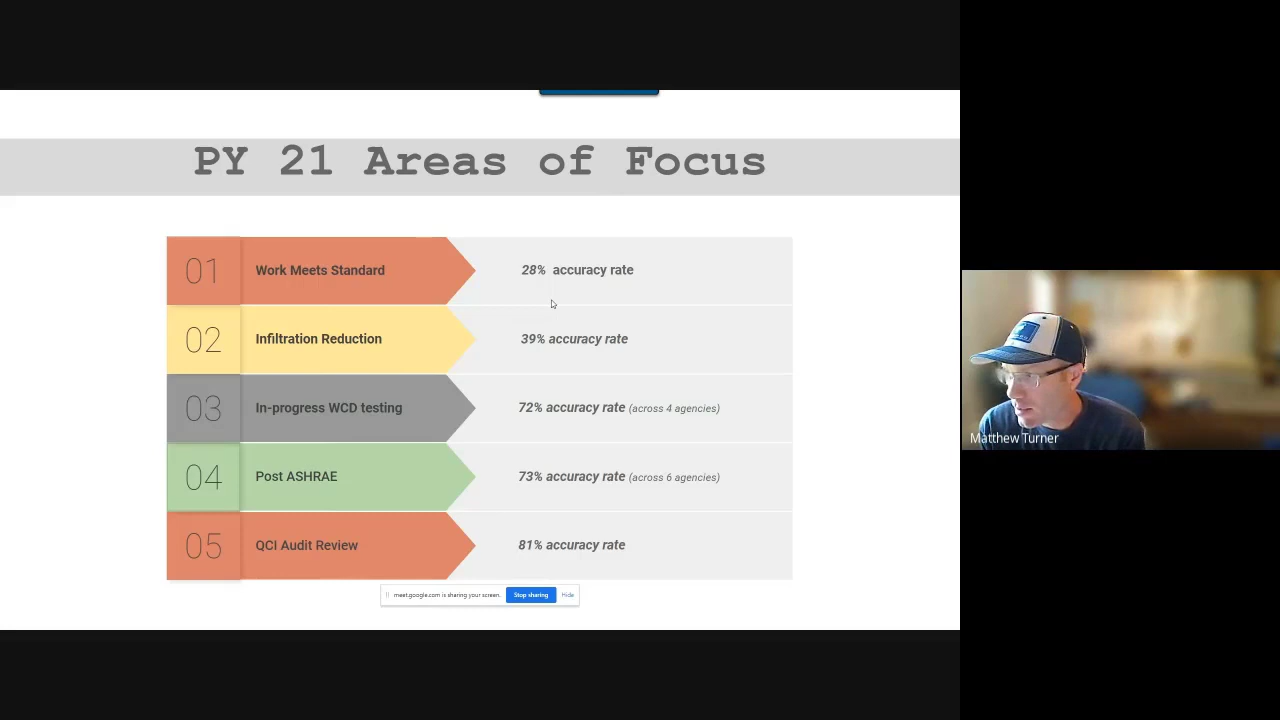 PY 21 Areas of Focus
01 Work Meets Standard 28% accuracy rate
02 Infiltration Reduction 39% accuracy rate
03 In-progress WCD testing 72% accuracy rate (across 4 agencies)
04 Post ASHRAE 73% accuracy rate (across 6 agencies)
05 QCI Audit Review 81% accuracy rate
meet.google.com is sharing your screen. Stop sharing Hide
Matthew Turner